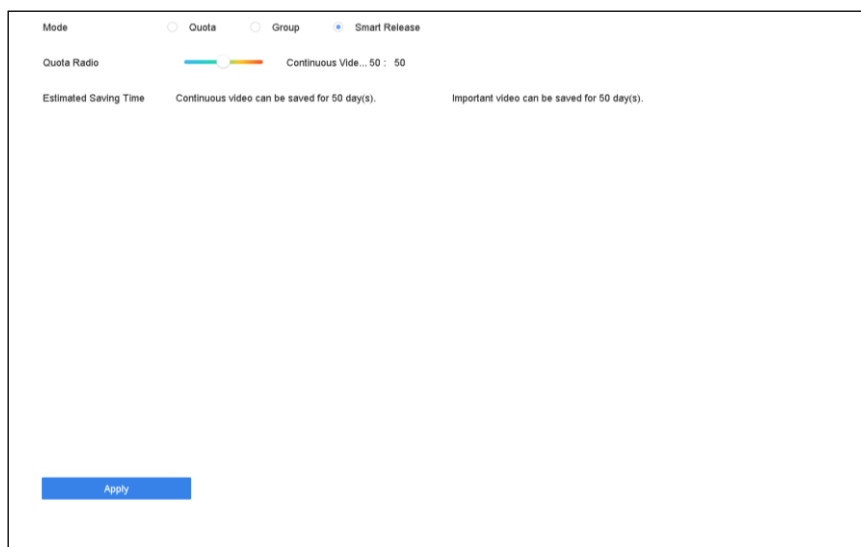 Mode Quota Group Smart Release
Quota Radio Continuous Vide... 50 : 50
Estimated Saving Time Continuous video can be saved for 50 day(s). Important video can be saved for 50 day(s).
Apply